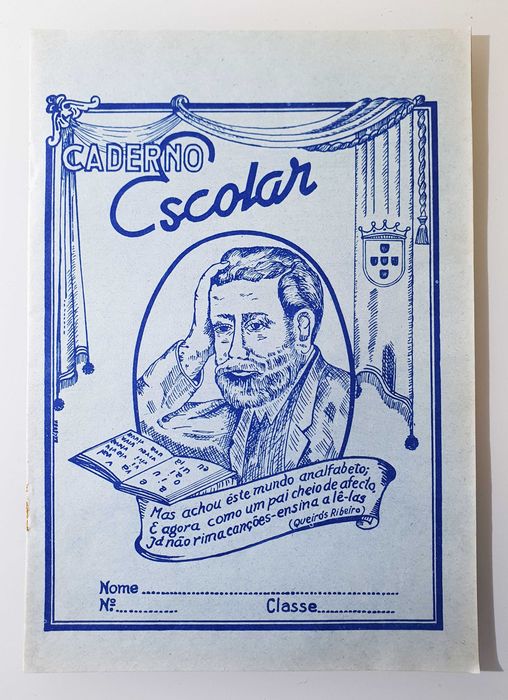 CADERNO
Escolar
Mas achou éste mundo analfabeto;
E agora como um pai cheio de afecto,
Já não rima canções-ensina a lê-las
(Queirós Ribeiro)
Nome
Nº.
Classe